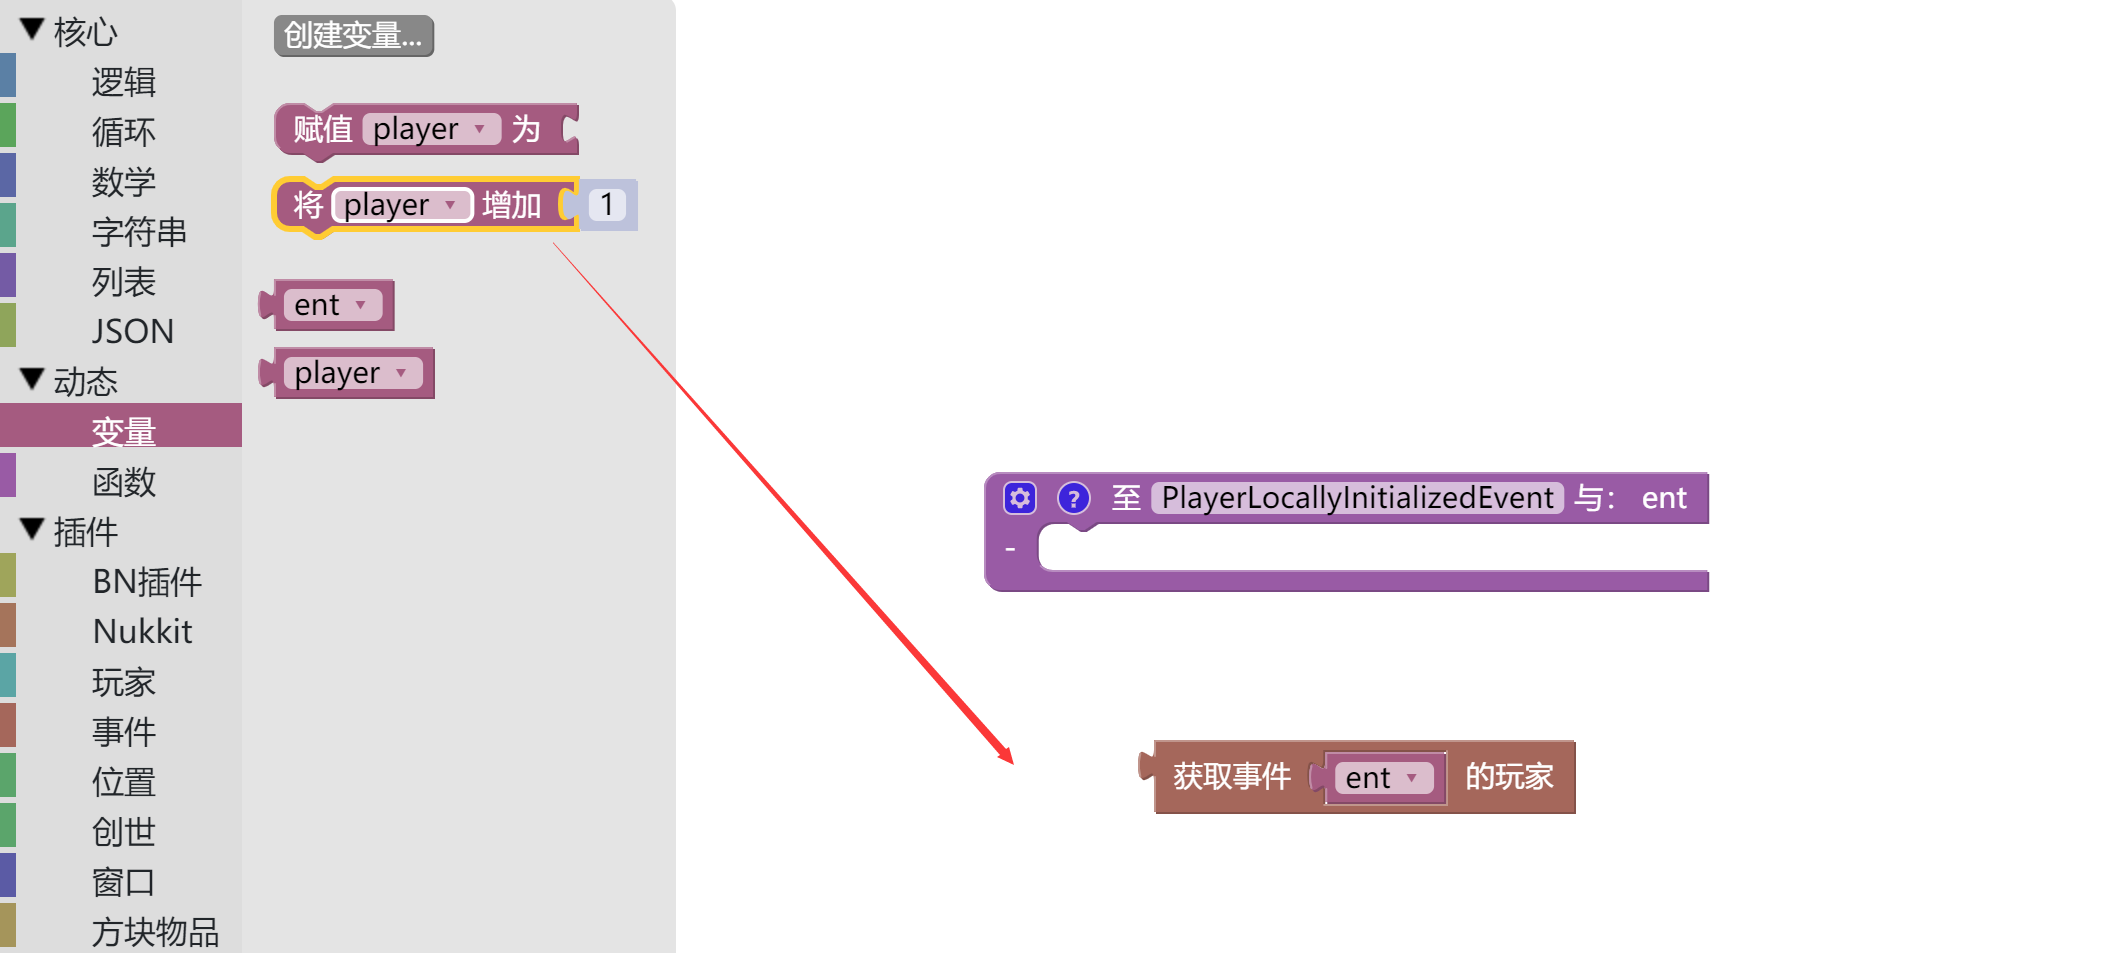 核心
逻辑
循环
数学
字符串
列表
JSON
动态
变量
函数
插件
BN插件
Nukkit
玩家
事件
位置
创世
窗口
方块物品
创建变量...
赋值 player 为
将 player 增加 1
ent
player
? 至 PlayerLocallyInitializedEvent 与： ent
-
获取事件 ent 的玩家